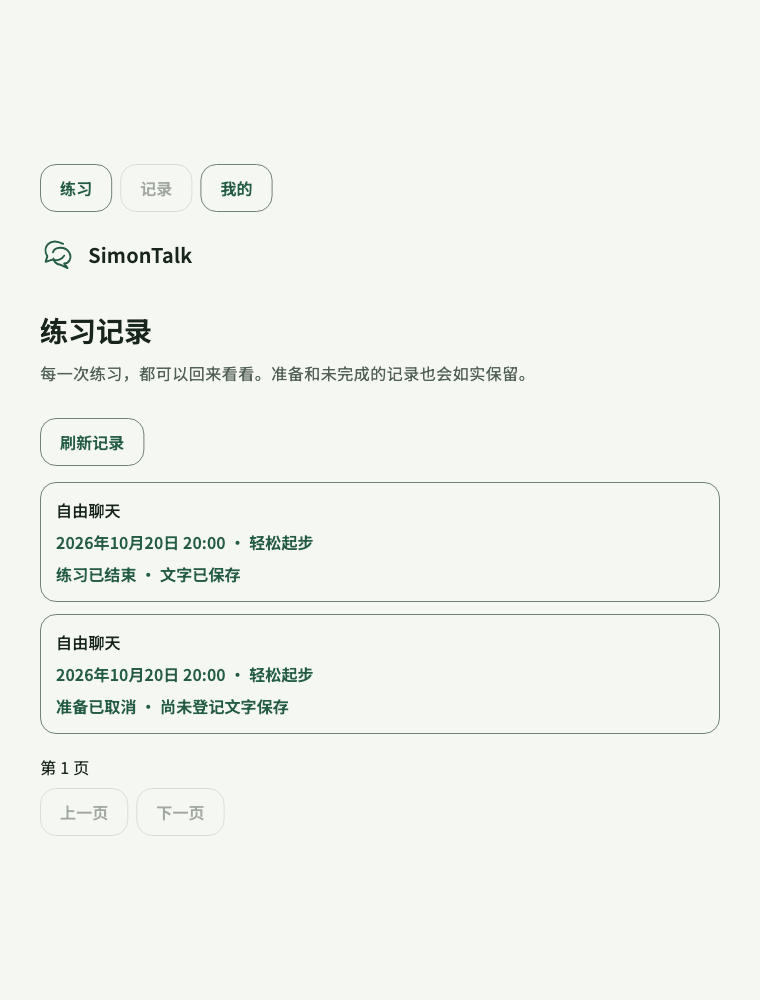 练习 记录 我的
SimonTalk
练习记录
每一次练习，都可以回来看看。准备和未完成的记录也会如实保留。
刷新记录
自由聊天
2026年10月20日 20:00 · 轻松起步
练习已结束 · 文字已保存
自由聊天
2026年10月20日 20:00 · 轻松起步
准备已取消 · 尚未登记文字保存
第 1 页
上一页 下一页